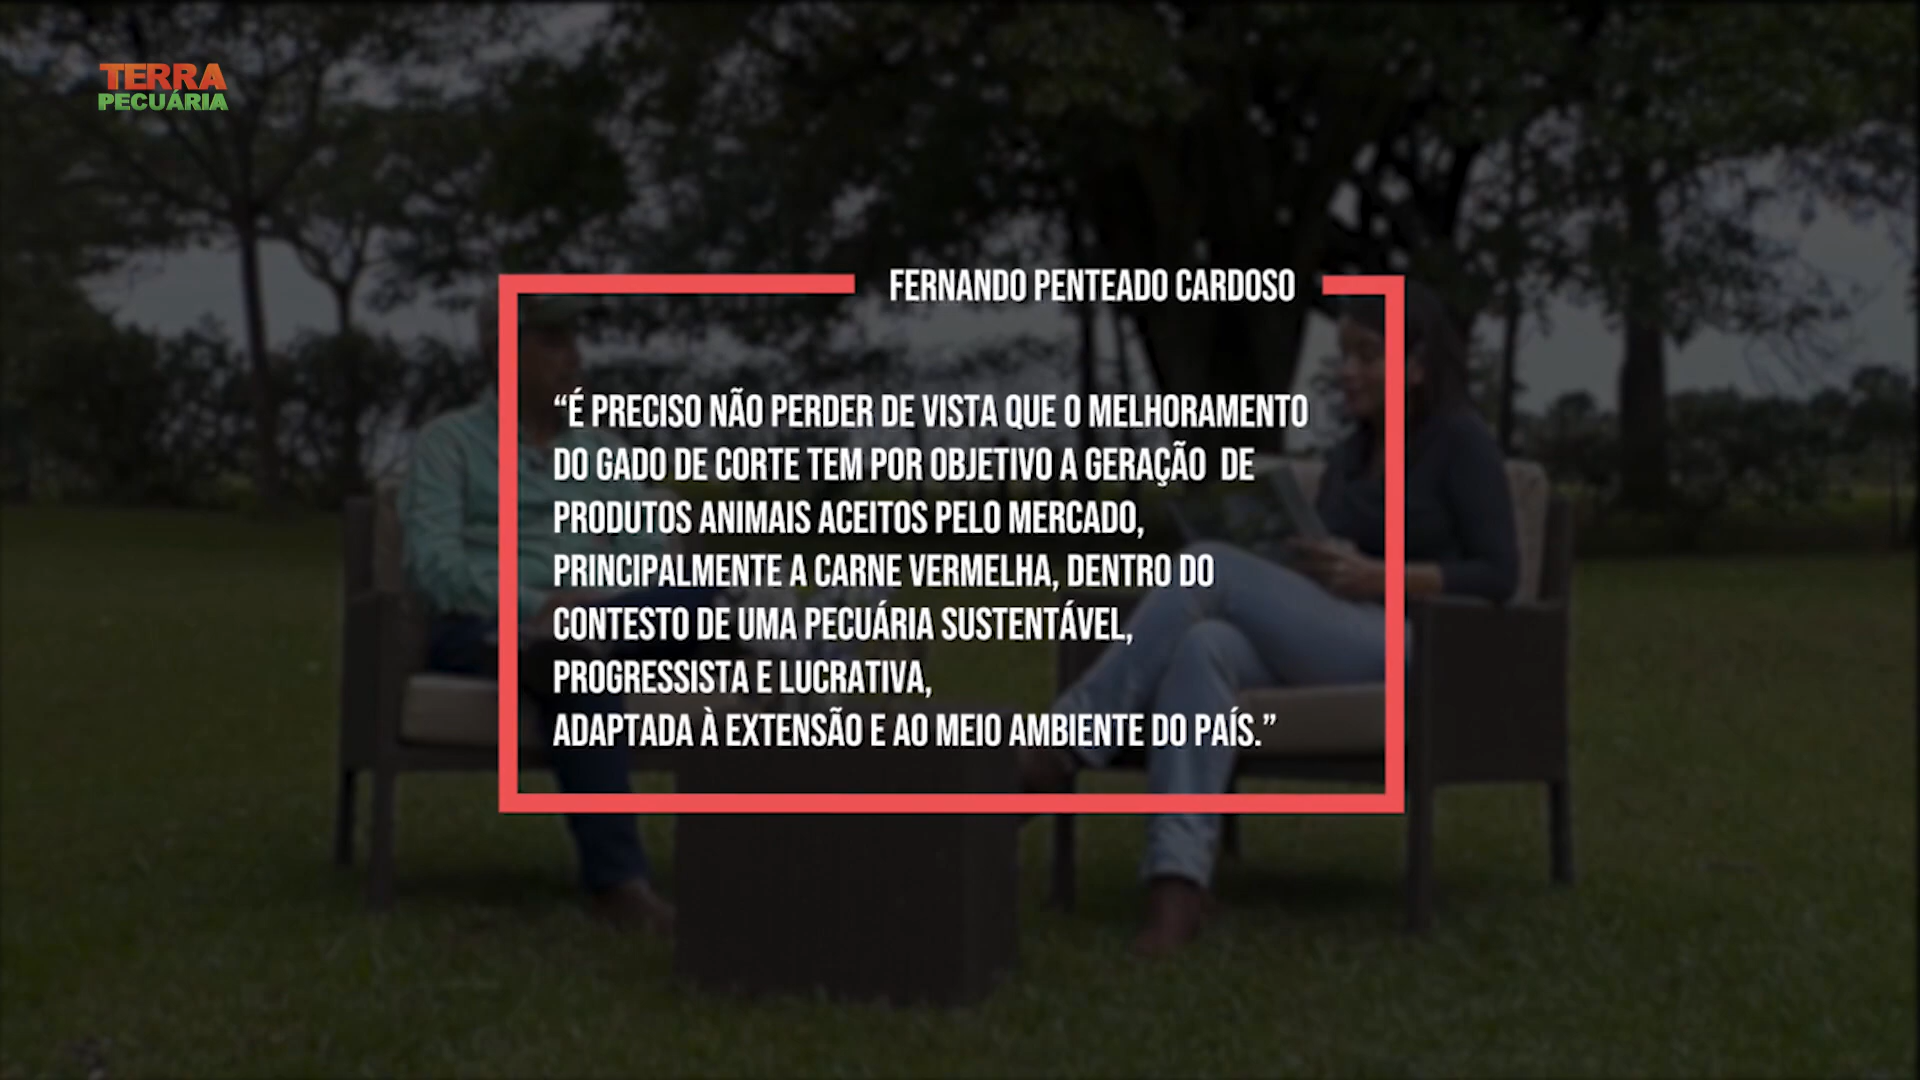 TERRA
PECUÁRIA
FERNANDO PENTEADO CARDOSO
“É PRECISO NÃO PERDER DE VISTA QUE O MELHORAMENTO
DO GADO DE CORTE TEM POR OBJETIVO A GERAÇÃO DE
PRODUTOS ANIMAIS ACEITOS PELO MERCADO,
PRINCIPALMENTE A CARNE VERMELHA, DENTRO DO
CONTESTO DE UMA PECUÁRIA SUSTENTÁVEL,
PROGRESSISTA E LUCRATIVA,
ADAPTADA À EXTENSÃO E AO MEIO AMBIENTE DO PAÍS.”